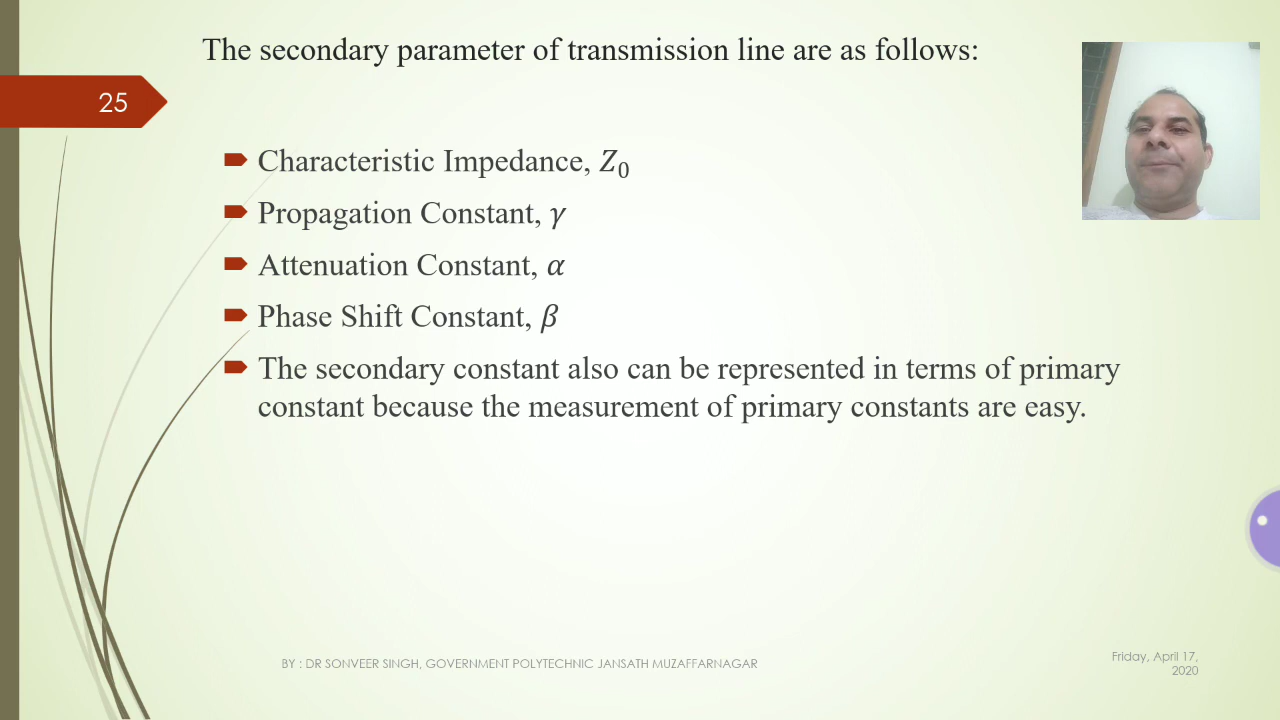 The secondary parameter of transmission line are as follows:
25
Characteristic Impedance, Z₀
Propagation Constant, γ
Attenuation Constant, α
Phase Shift Constant, β
The secondary constant also can be represented in terms of primary
constant because the measurement of primary constants are easy.
BY : DR SONVEER SINGH, GOVERNMENT POLYTECHNIC JANSATH MUZAFFARNAGAR
Friday, April 17,
2020